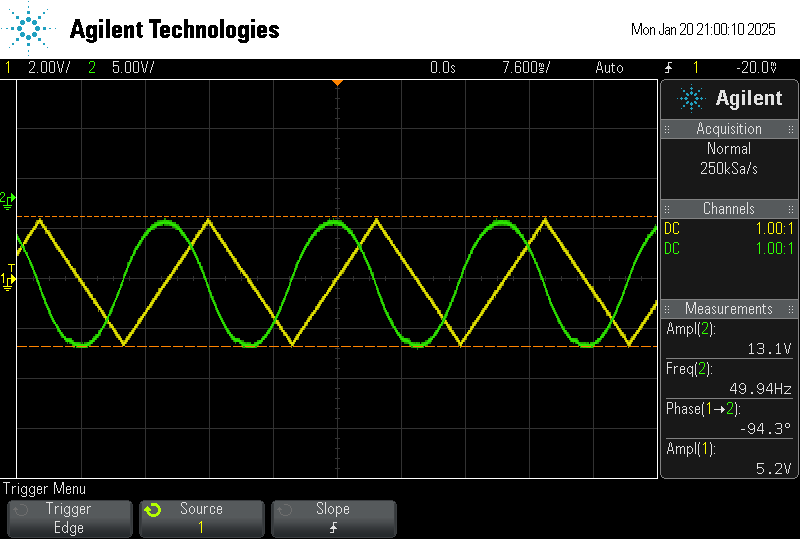 Agilent Technologies
Mon Jan 20 21:00:10 2025
1 2.00V/ 2 5.00V/ 0.0s 7.600ms/ Auto 1 -20.0V
Agilent
Acquisition
Normal
250kSa/s
Channels
DC 1.00:1
DC 1.00:1
Measurements
Ampl(2):
13.1V
Freq(2):
49.94Hz
Phase(1→2):
-94.3°
Ampl(1):
5.2V
2
T
1
Trigger Menu
Trigger
Edge
Source
1
Slope